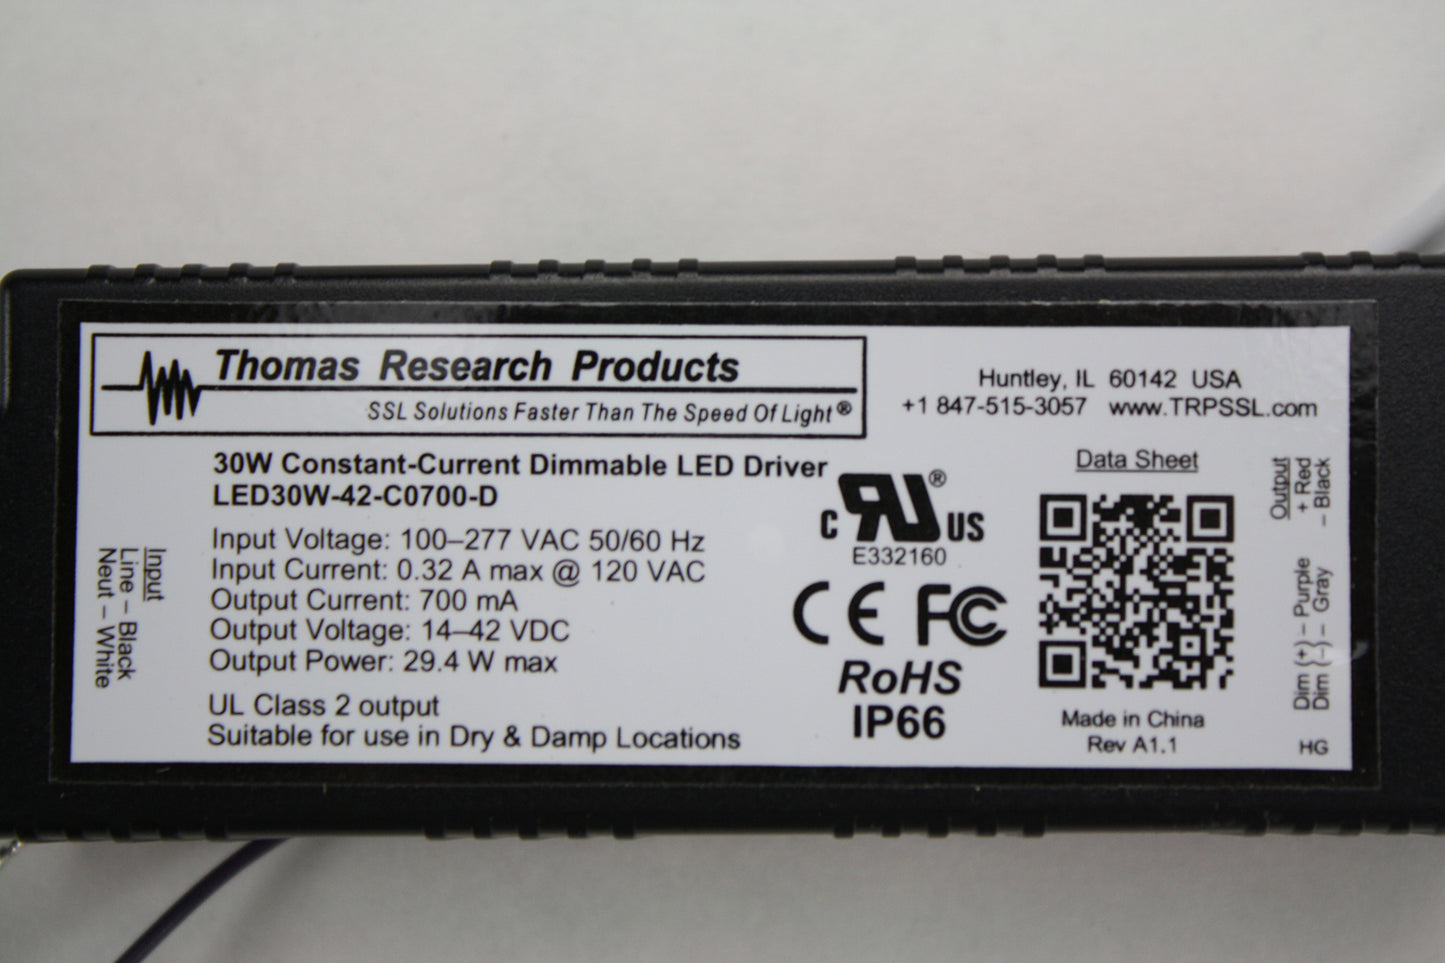 Thomas Research Products
SSL Solutions Faster Than The Speed Of Light®
Huntley, IL 60142 USA
+1 847-515-3057 www.TRPSSL.com
30W Constant-Current Dimmable LED Driver
LED30W-42-C0700-D
Input Voltage: 100–277 VAC 50/60 Hz
Input Current: 0.32 A max @ 120 VAC
Output Current: 700 mA
Output Voltage: 14–42 VDC
Output Power: 29.4 W max
UL Class 2 output
Suitable for use in Dry & Damp Locations
Input
Line – Black
Neut – White
c RU® US
E332160
CE FC
RoHS
IP66
Data Sheet
Made in China
Rev A1.1
Output
+ Red
– Black
Dim (+) – Purple
Dim (–) – Gray
HG